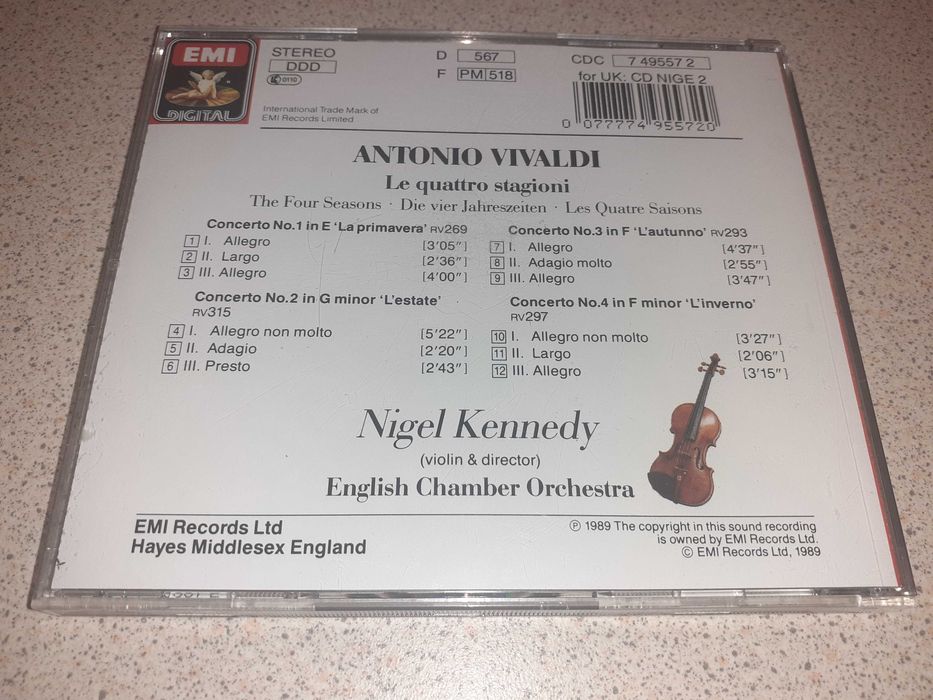 EMI
DIGITAL
STEREO
DDD
LC 0110
International Trade Mark of
EMI Records Limited
D 567
F PM 518
CDC 7 49557 2
for UK: CD NIGE 2
0 077774 955720
ANTONIO VIVALDI
Le quattro stagioni
The Four Seasons · Die vier Jahreszeiten · Les Quatre Saisons
Concerto No.1 in E ‘La primavera’ RV269
1 I. Allegro [3′05″]
2 II. Largo [2′36″]
3 III. Allegro [4′00″]
Concerto No.2 in G minor ‘L’estate’
RV315
4 I. Allegro non molto [5′22″]
5 II. Adagio [2′20″]
6 III. Presto [2′43″]
Concerto No.3 in F ‘L’autunno’ RV293
7 I. Allegro [4′37″]
8 II. Adagio molto [2′55″]
9 III. Allegro [3′47″]
Concerto No.4 in F minor ‘L’inverno’
RV297
10 I. Allegro non molto [3′27″]
11 II. Largo [2′06″]
12 III. Allegro [3′15″]
Nigel Kennedy
(violin & director)
English Chamber Orchestra
EMI Records Ltd
Hayes Middlesex England
℗ 1989 The copyright in this sound recording
is owned by EMI Records Ltd.
© EMI Records Ltd, 1989